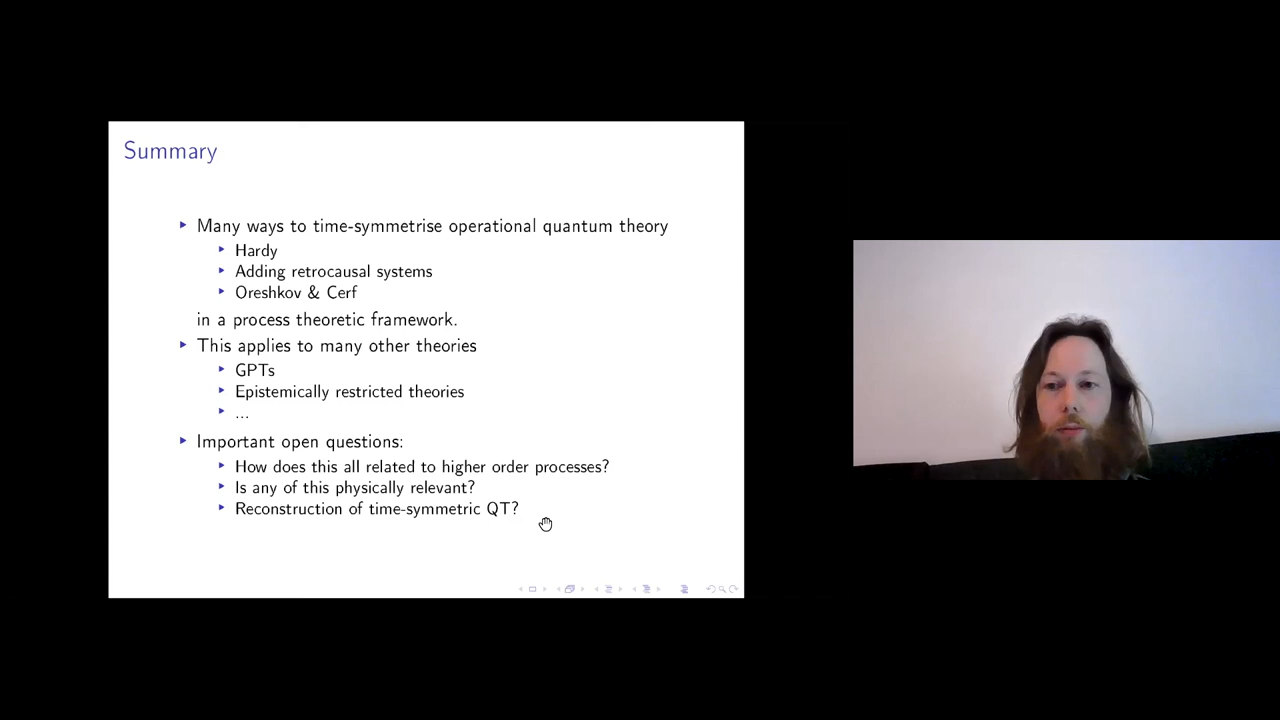 Summary
Many ways to time-symmetrise operational quantum theory
Hardy
Adding retrocausal systems
Oreshkov & Cerf
in a process theoretic framework.
This applies to many other theories
GPTs
Epistemically restricted theories
...
Important open questions:
How does this all related to higher order processes?
Is any of this physically relevant?
Reconstruction of time-symmetric QT?